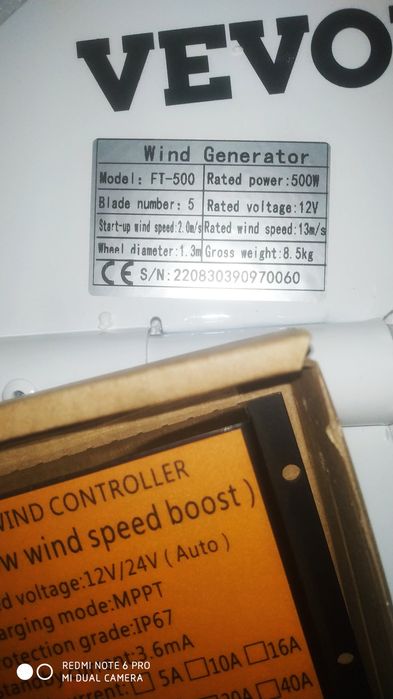 VEVO
Wind Generator
Model: FT-500 Rated power:500W
Blade number: 5 Rated voltage:12V
Start-up wind speed:2.0m/s Rated wind speed:13m/s
Wheel diameter:1.3m Gross weight:8.5kg
CE S/N:220830390970060
WIND CONTROLLER
w wind speed boost )
ed voltage:12V/24V ( Auto )
arging mode:MPPT
otection grade:IP67
:3.6mA
5A 10A 16A
40A
REDMI NOTE 6 PRO
MI DUAL CAMERA